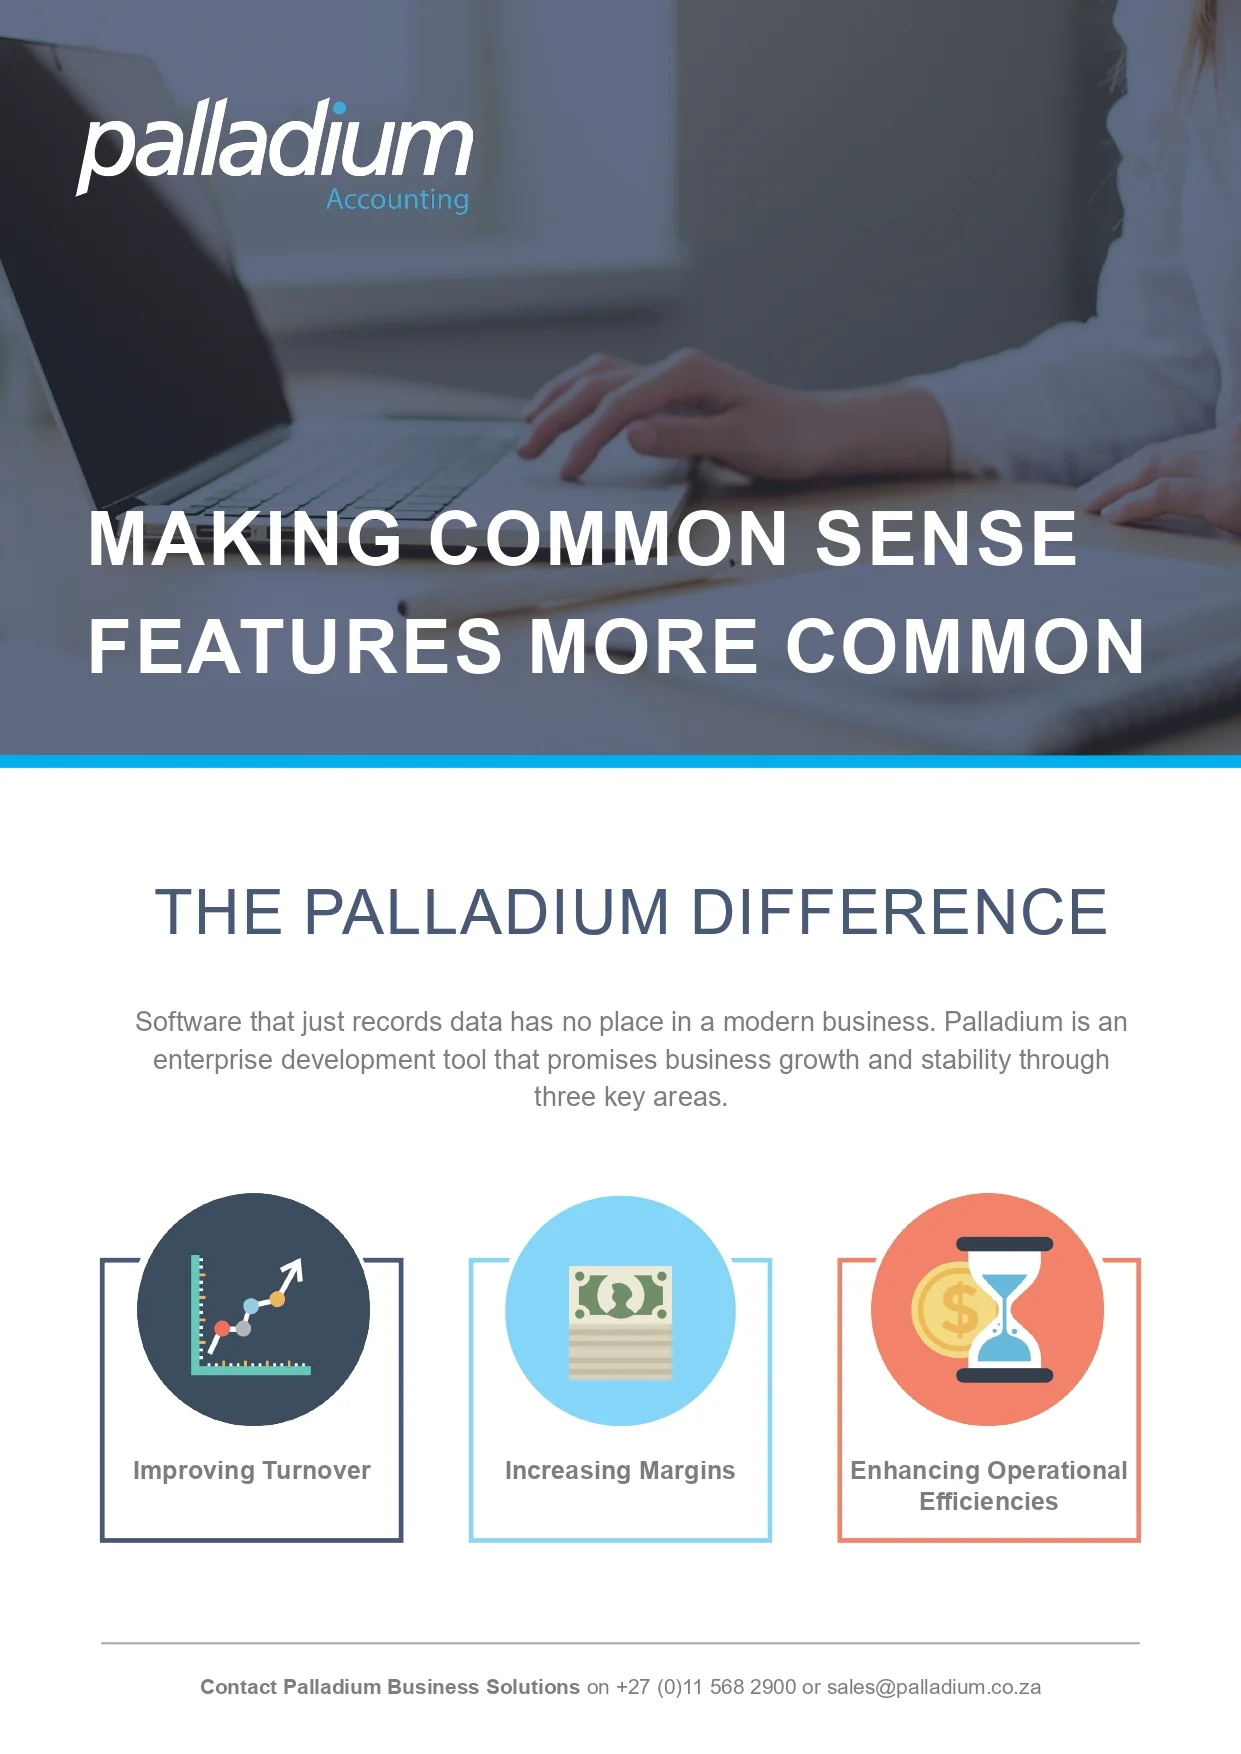 palladium
Accounting
MAKING COMMON SENSE
FEATURES MORE COMMON
THE PALLADIUM DIFFERENCE
Software that just records data has no place in a modern business. Palladium is an
enterprise development tool that promises business growth and stability through
three key areas.
$
Improving Turnover
Increasing Margins
Enhancing Operational
Efficiencies
Contact Palladium Business Solutions on +27 (0)11 568 2900 or sales@palladium.co.za